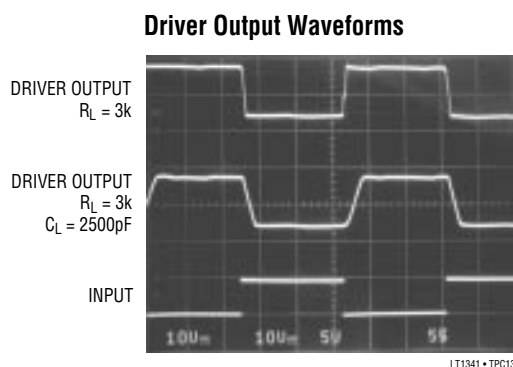 Driver Output Waveforms
DRIVER OUTPUT
RL = 3k
DRIVER OUTPUT
RL = 3k
CL = 2500pF
INPUT
10V 10V 5V
LT1341 • TPC13